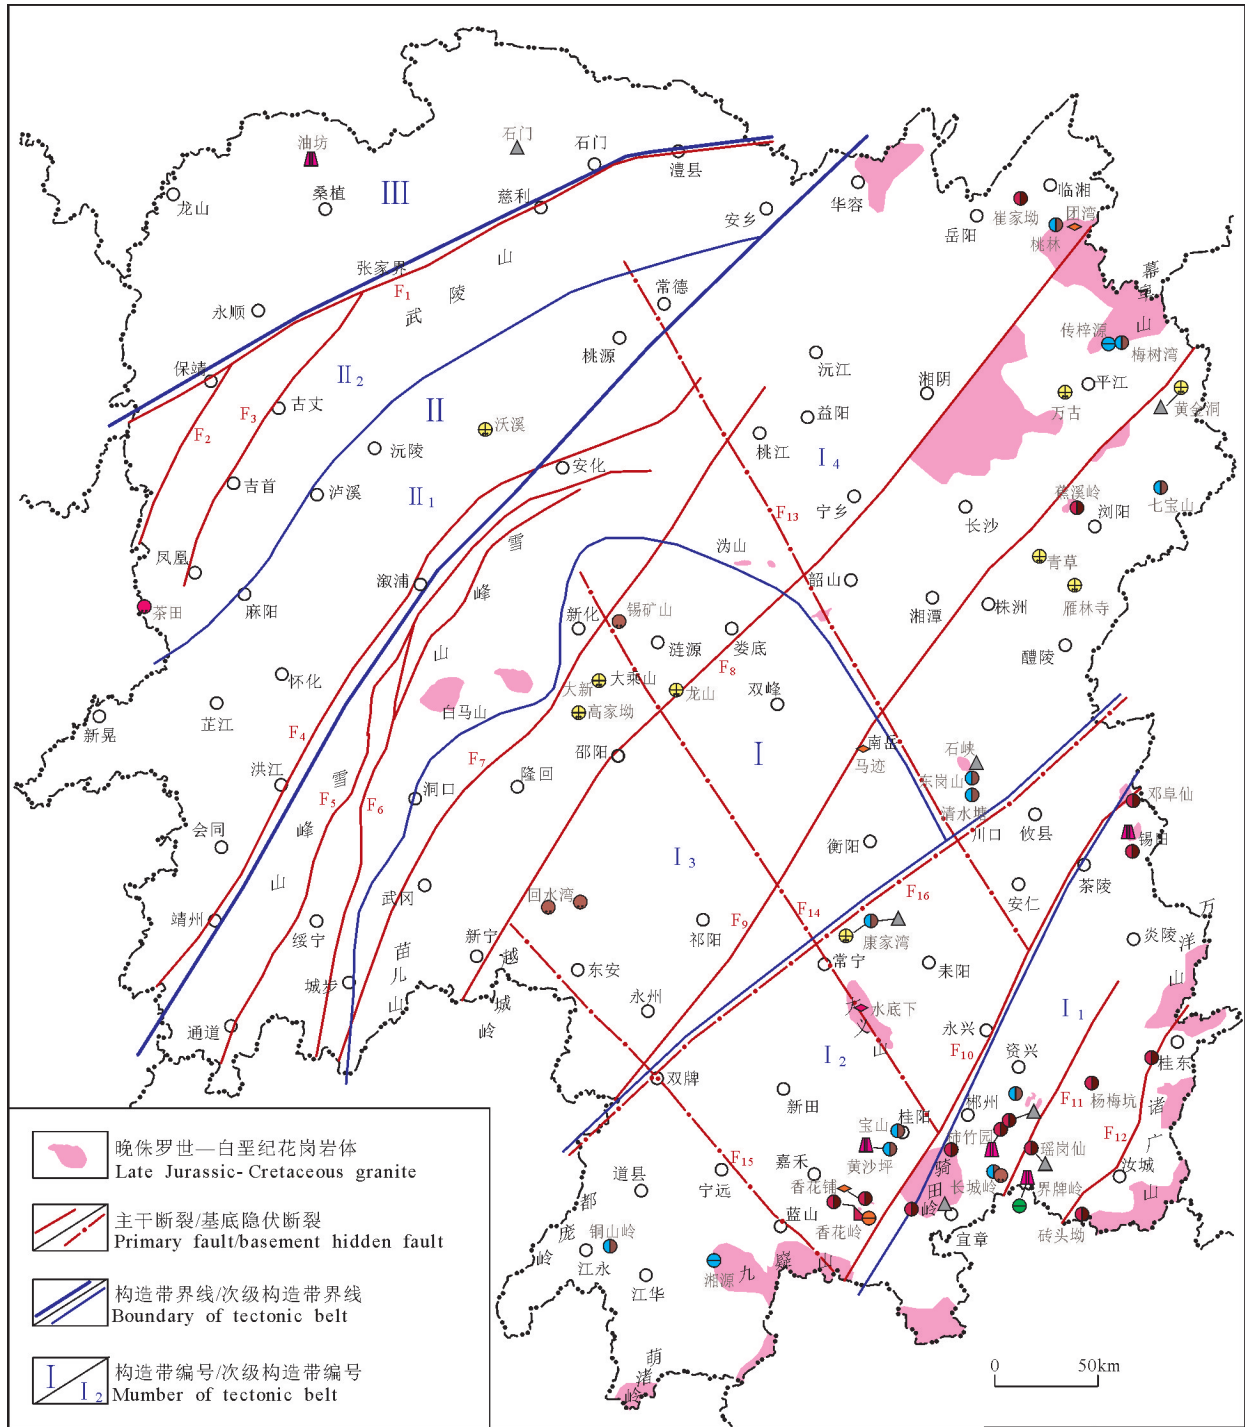 油坊
石门
石门
澧县
桑植
III
龙山
慈利
安乡
华容
临湘
崔家坳
团湾
岳阳
桃林
山
张家界
F1
陵
武
常德
幕
阜
山
永顺
桃源
传梓源
梅树湾
保靖
II2
沅江
湘阴
平江
古丈
F3
II
益阳
万古
黄金洞
F2
沃溪
桃江
I4
沅陵
安化
吉首
泸溪
II1
宁乡
长沙
蕉溪岭
浏阳
七宝山
F13
雪
沩山
凤凰
溆浦
韶山
青草
茶田
麻阳
峰
新化
锡矿山
湘潭
株洲
雁林寺
涟源
娄底
醴陵
山
怀化
大新
大乘山
F8
龙山
双峰
芷江
白马山
高家坳
新晃
F4
邵阳
I
南岳
马迹
石峡
洪江
雪
F7
隆回
东岗山
F5
F6
洞口
清水塘
邓阜仙
峰
川口
攸县
锡田
会同
衡阳
山
I3
茶陵
武冈
F16
安仁
靖州
回水湾
F14
万
洋
山
绥宁
苗
儿
山
新宁
越
城
岭
F9
祁阳
康家湾
炎陵
东安
常宁
耒阳
城步
永州
大
义
山
水底下
通道
永兴
I1
I2
F10
资兴
桂东
双牌
新田
郴州
F11
杨梅坑
诸
广
山
宝山
桂阳
柿竹园
F12
黄沙坪
骑
田
岭
瑶岗仙
F15
嘉禾
道县
宁远
香花铺
长城岭
界牌岭
汝城
都
庞
岭
铜山岭
蓝山
香花岭
宜章
砖头坳
江永
湘源
九
嶷
山
江华
萌
渚
岭
0
50km
晚侏罗世—白垩纪花岗岩体
Late Jurassic-Cretaceous granite
主干断裂/基底隐伏断裂
Primary fault/basement hidden fault
构造带界线/次级构造带界线
Boundary of tectonic belt
I
I2
构造带编号/次级构造带编号
Mumber of tectonic belt